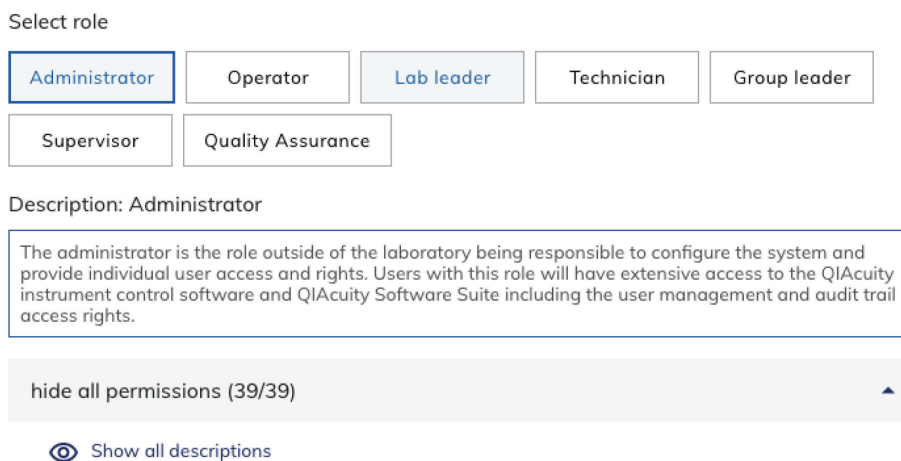 Select role
Administrator Operator Lab leader Technician Group leader
Supervisor Quality Assurance
Description: Administrator
The administrator is the role outside of the laboratory being responsible to configure the system and
provide individual user access and rights. Users with this role will have extensive access to the QIAcuity
instrument control software and QIAcuity Software Suite including the user management and audit trail
access rights.
hide all permissions (39/39)
Show all descriptions